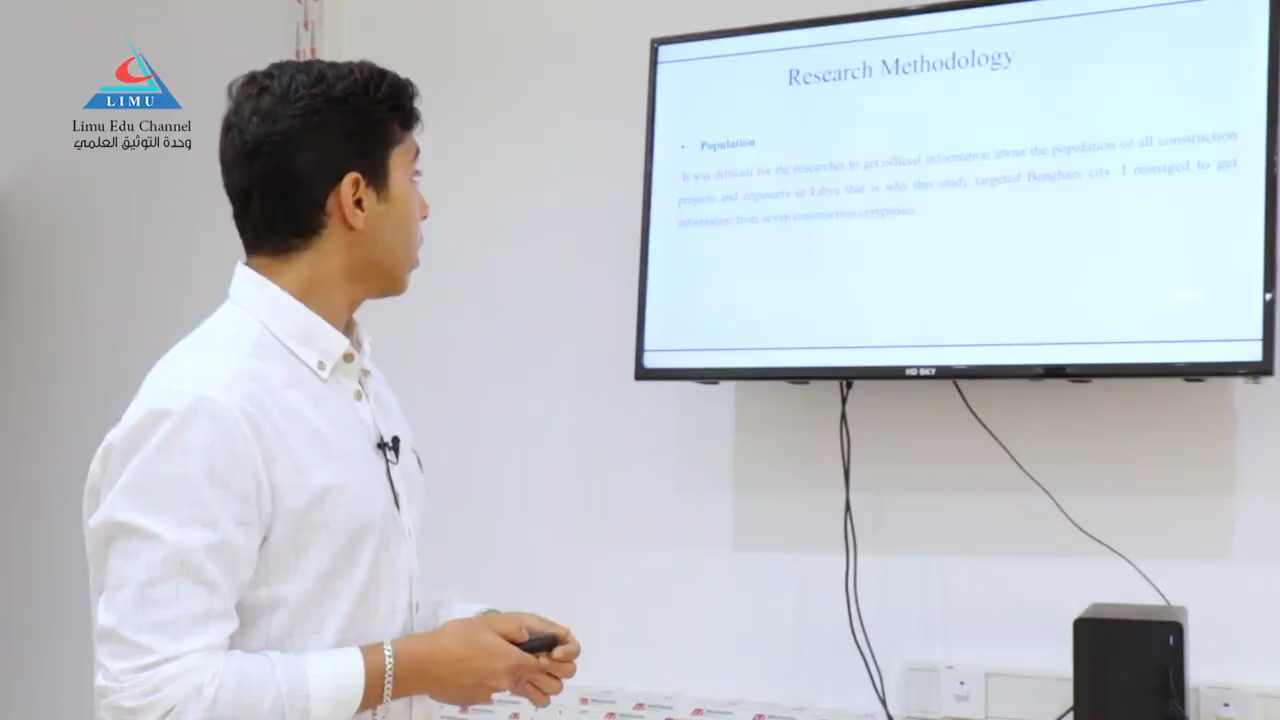 LIMU
Limu Edu Channel
وحدة التوثيق العلمي
Research Methodology
• Population
It was difficult for the researcher to get official information about the population of all construction
projects and engineers in Libya that is why this study targeted Benghazi city. I managed to get
information from seven construction companies.
HD SKY